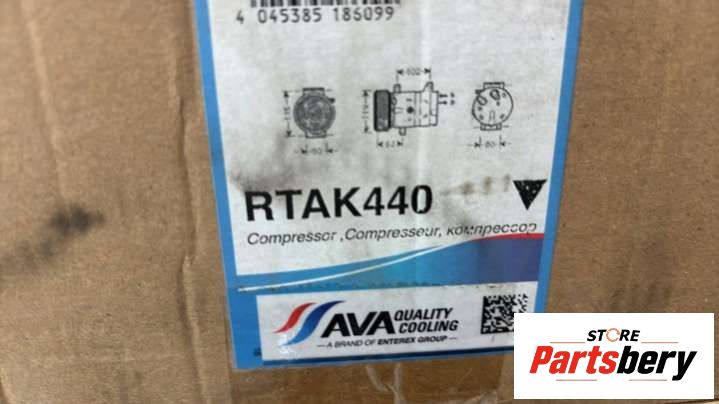 4 045385 186099
RTAK440
Compressor ,Compresseur, компрессор
AVA QUALITY COOLING
— A BRAND OF ENTEREX GROUP —
STORE
Partsbery